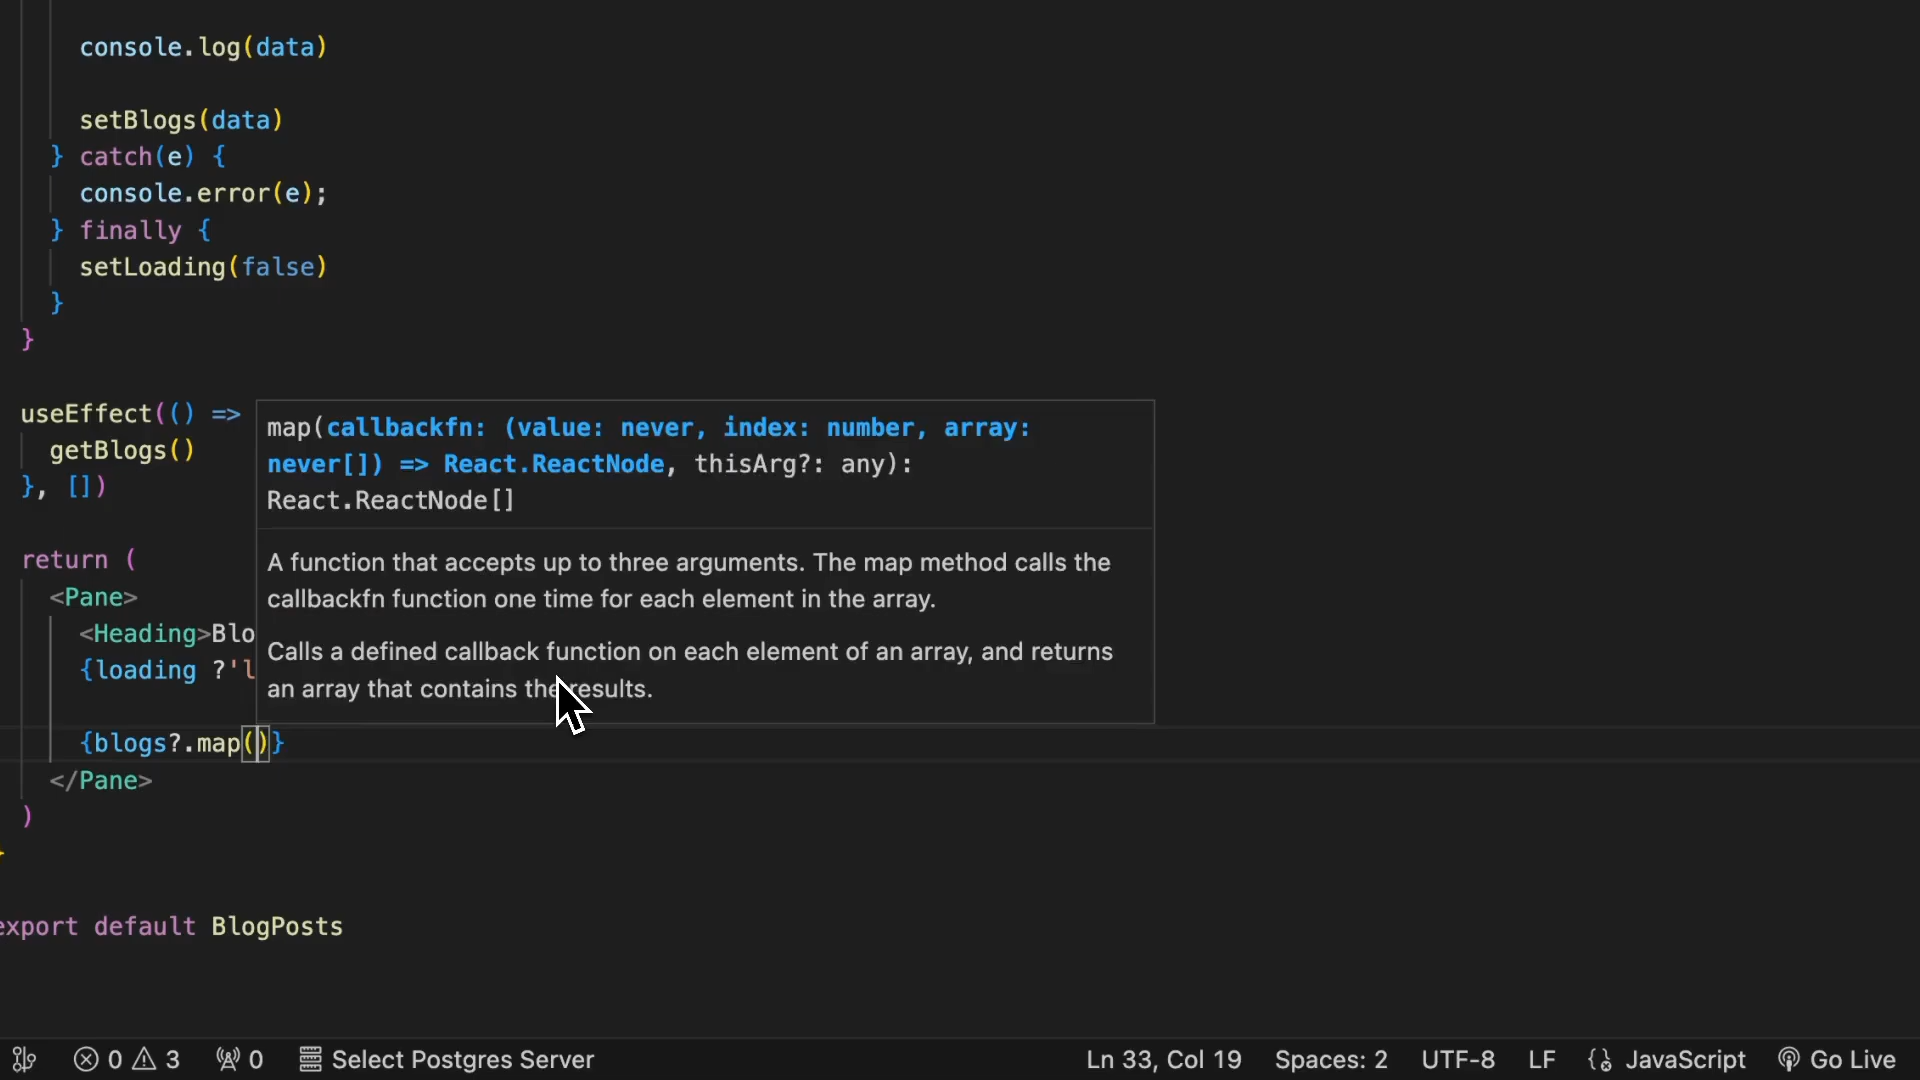 console.log(data)
setBlogs(data)
} catch(e) {
console.error(e);
} finally {
setLoading(false)
}
}
useEffect(() =>
getBlogs()
}, [])
map(callbackfn: (value: never, index: number, array:
never[]) => React.ReactNode, thisArg?: any):
React.ReactNode[]
A function that accepts up to three arguments. The map method calls the
callbackfn function one time for each element in the array.
Calls a defined callback function on each element of an array, and returns
an array that contains the results.
return (
<Pane>
<Heading>Blo
{loading ?'l
{blogs?.map()}
</Pane>
)
export default BlogPosts
0 3 0 Select Postgres Server Ln 33, Col 19 Spaces: 2 UTF-8 LF JavaScript Go Live